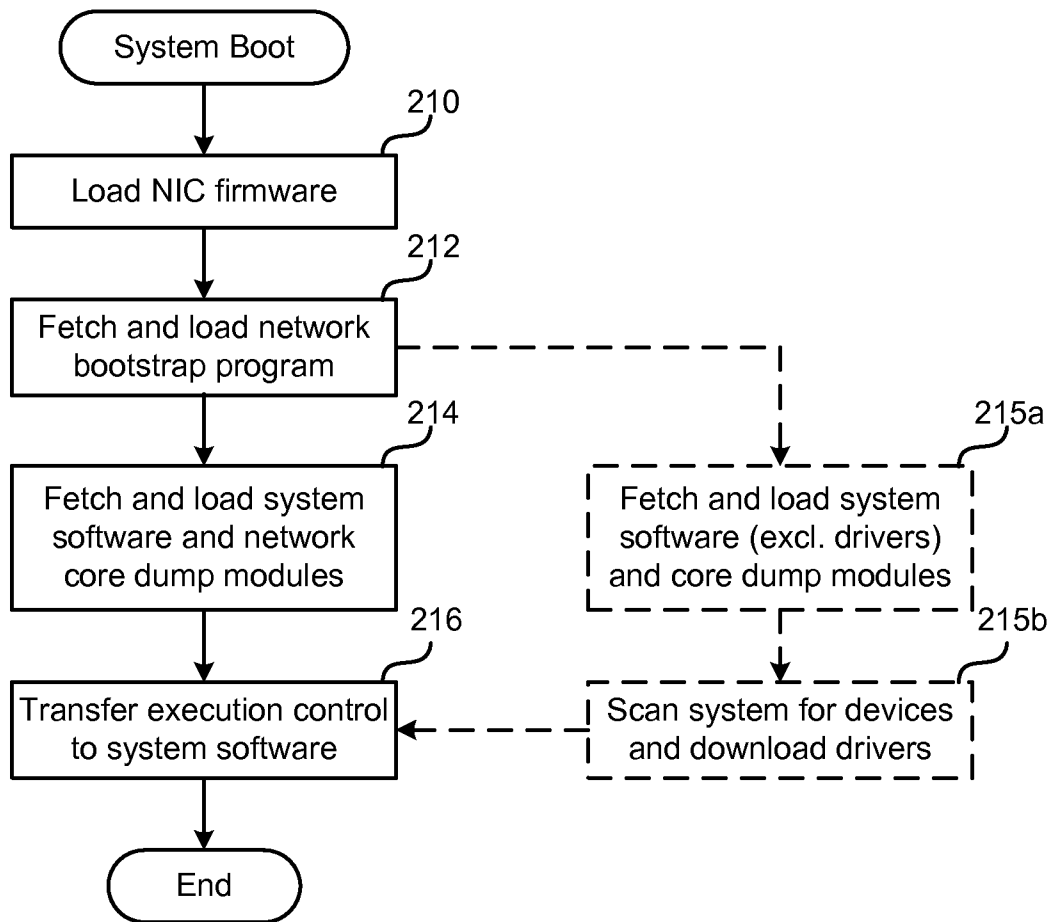 System Boot
210
Load NIC firmware
212
Fetch and load network
bootstrap program
214
Fetch and load system
software and network
core dump modules
215a
Fetch and load system
software (excl. drivers)
and core dump modules
216
Transfer execution control
to system software
215b
Scan system for devices
and download drivers
End